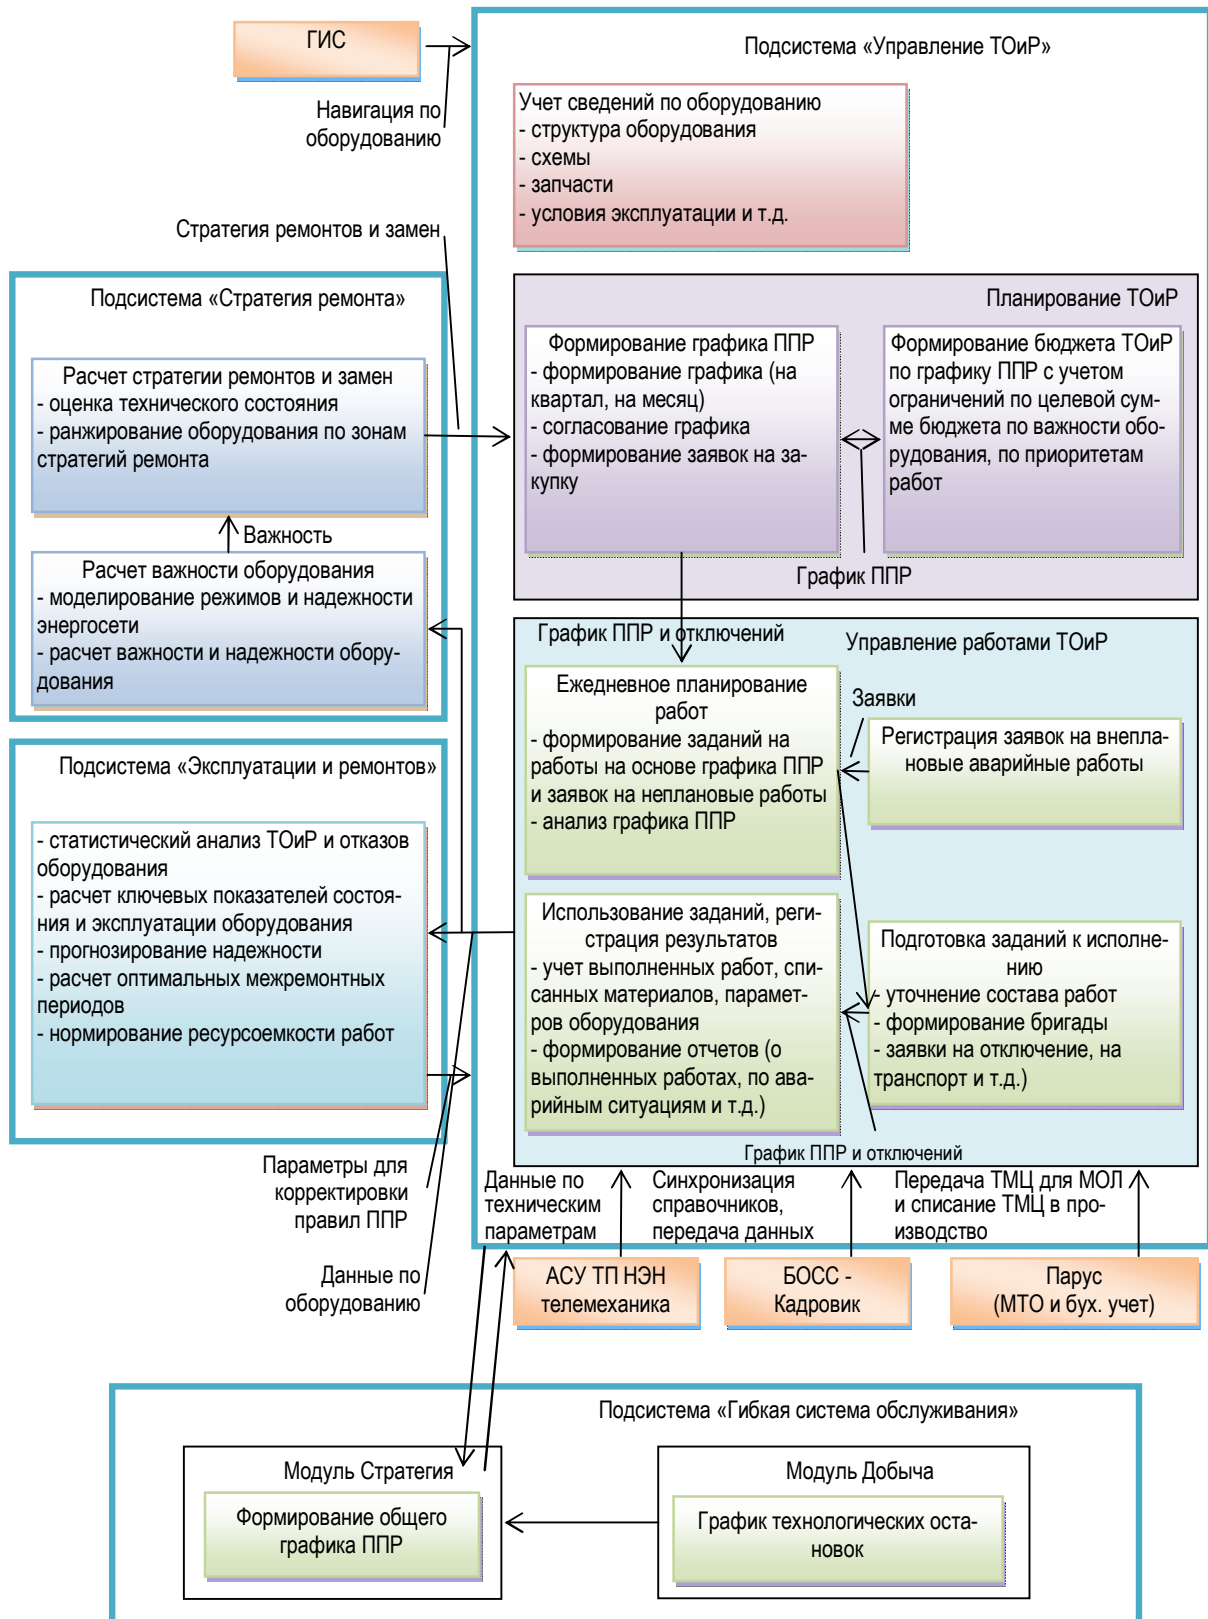 ГИС
Подсистема «Управление ТОиР»
Навигация по
оборудованию
Учет сведений по оборудованию
- структура оборудования
- схемы
- запчасти
- условия эксплуатации и т.д.
Стратегия ремонтов и замен
Подсистема «Стратегия ремонта»
Расчет стратегии ремонтов и замен
- оценка технического состояния
- ранжирование оборудования по зонам
стратегий ремонта
Важность
Расчет важности оборудования
- моделирование режимов и надежности
энергосети
- расчет важности и надежности обору-
дования
Планирование ТОиР
Формирование графика ППР
- формирование графика (на
квартал, на месяц)
- согласование графика
- формирование заявок на за-
купку
Формирование бюджета ТОиР
по графику ППР с учетом
ограничений по целевой сум-
ме бюджета по важности обо-
рудования, по приоритетам
работ
График ППР
График ППР и отключений
Управление работами ТОиР
Ежедневное планирование
работ
- формирование заданий на
работы на основе графика ППР
и заявок на неплановые работы
- анализ графика ППР
Заявки
Регистрация заявок на внепла-
новые аварийные работы
Подсистема «Эксплуатации и ремонтов»
- статистический анализ ТОиР и отказов
оборудования
- расчет ключевых показателей состоя-
ния и эксплуатации оборудования
- прогнозирование надежности
- расчет оптимальных межремонтных
периодов
- нормирование ресурсоемкости работ
Использование заданий, реги-
страция результатов
- учет выполненных работ, спи-
санных материалов, парамет-
ров оборудования
- формирование отчетов (о
выполненных работах, по ава-
рийным ситуациям и т.д.)
Подготовка заданий к исполне-
нию
- уточнение состава работ
- формирование бригады
- заявки на отключение, на
транспорт и т.д.)
График ППР и отключений
Параметры для
корректировки
правил ППР
Данные по
оборудованию
Данные по
техническим
параметрам
Синхронизация
справочников,
передача данных
Передача ТМЦ для МОЛ
и списание ТМЦ в про-
изводство
АСУ ТП НЭН
телемеханика
БОСС -
Кадровик
Парус
(МТО и бух. учет)
Подсистема «Гибкая система обслуживания»
Модуль Стратегия
Формирование общего
графика ППР
Модуль Добыча
График технологических оста-
новок